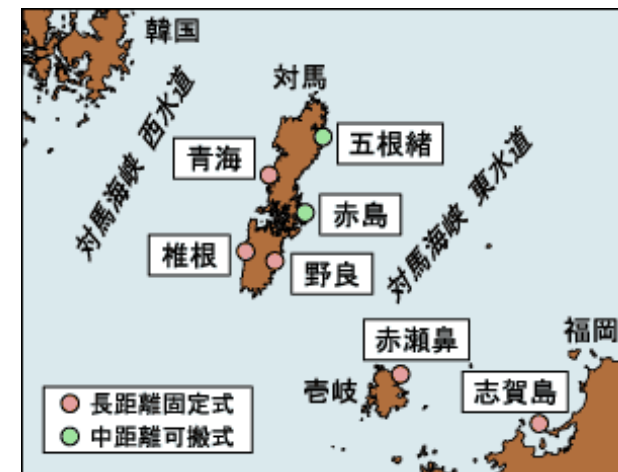 韓国
対馬
対馬海峡 西水道
五根緒
青海
対馬海峡 東水道
赤島
椎根
野良
赤瀬鼻
福岡
壱岐
志賀島
長距離固定式
中距離可搬式